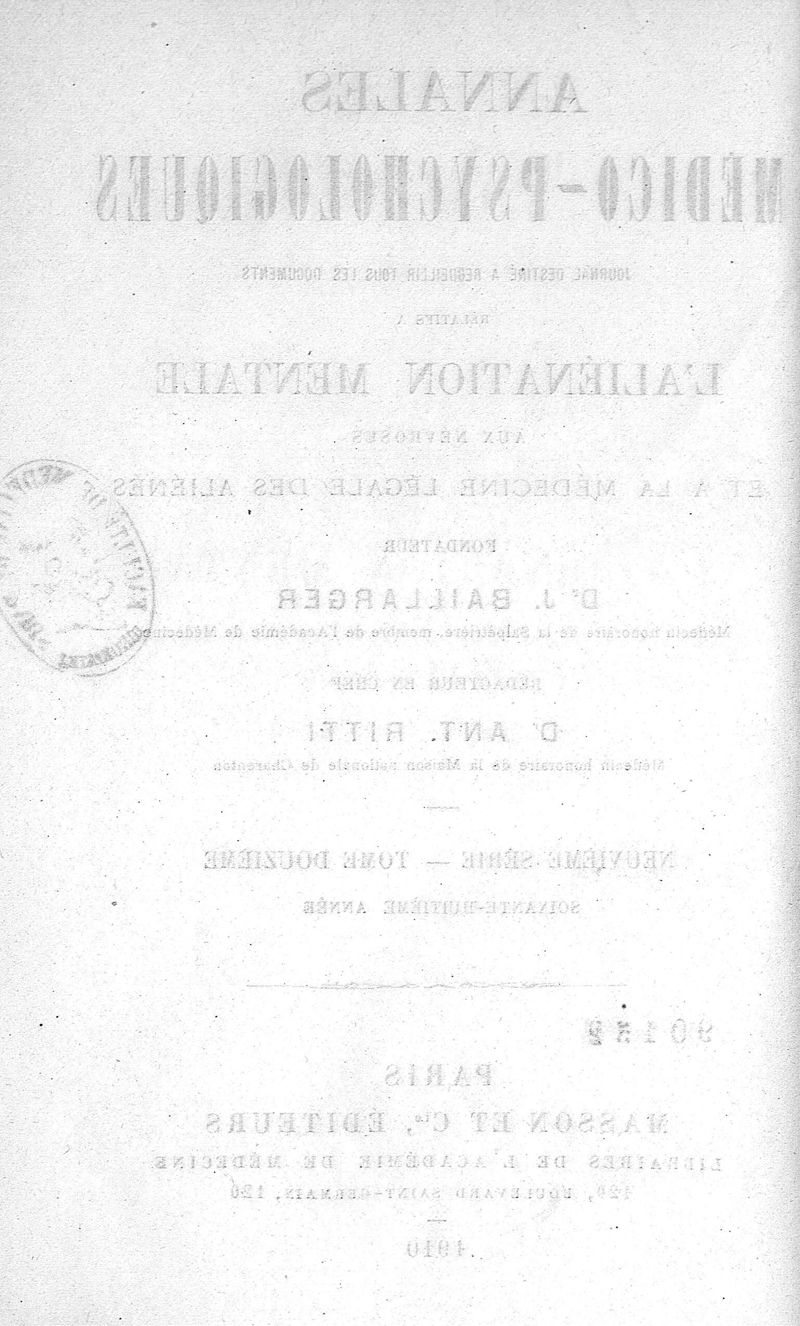 ANNALES
MÉDICO-PSYCHOLOGIQUES
JOURNAL DESTINÉ A RECUEILLIR TOUS LES DOCUMENTS
RELATIFS A
L'ALIÉNATION MENTALE
AUX NÉVROSES
ET A LA MÉDECINE LÉGALE DES ALIÉNÉS
FONDATEUR
Dr J. BAILLARGER
Médecin honoraire de la Salpêtrière, membre de l'Académie de Médecine
RÉDACTEUR EN CHEF
Dr ANT. RITTI
Médecin honoraire de la Maison nationale de Charenton
NEUVIÈME SÉRIE — TOME DOUZIÈME
SOIXANTE-HUITIÈME ANNÉE
PARIS
MASSON ET Cie, ÉDITEURS
LIBRAIRES DE L'ACADÉMIE DE MÉDECINE
120, BOULEVARD SAINT-GERMAIN, 120
1910
FACULTÉ DE MÉDECINE